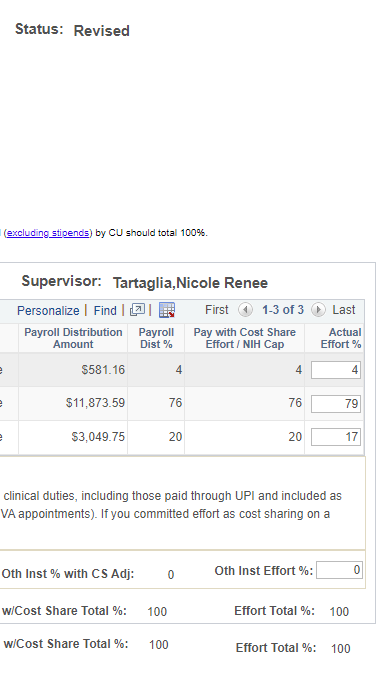 Status: Revised
(excluding stipends) by CU should total 100%.
Supervisor: Tartaglia,Nicole Renee
Personalize | Find | First 1-3 of 3 Last
Payroll Distribution Amount Payroll Dist % Pay with Cost Share Effort / NIH Cap Actual Effort %
e $581.16 4 4 4
e $11,873.59 76 76 79
e $3,049.75 20 20 17
clinical duties, including those paid through UPI and included as
VA appointments). If you committed effort as cost sharing on a
Oth Inst % with CS Adj: 0 Oth Inst Effort %: 0
w/Cost Share Total %: 100 Effort Total %: 100
w/Cost Share Total %: 100 Effort Total %: 100